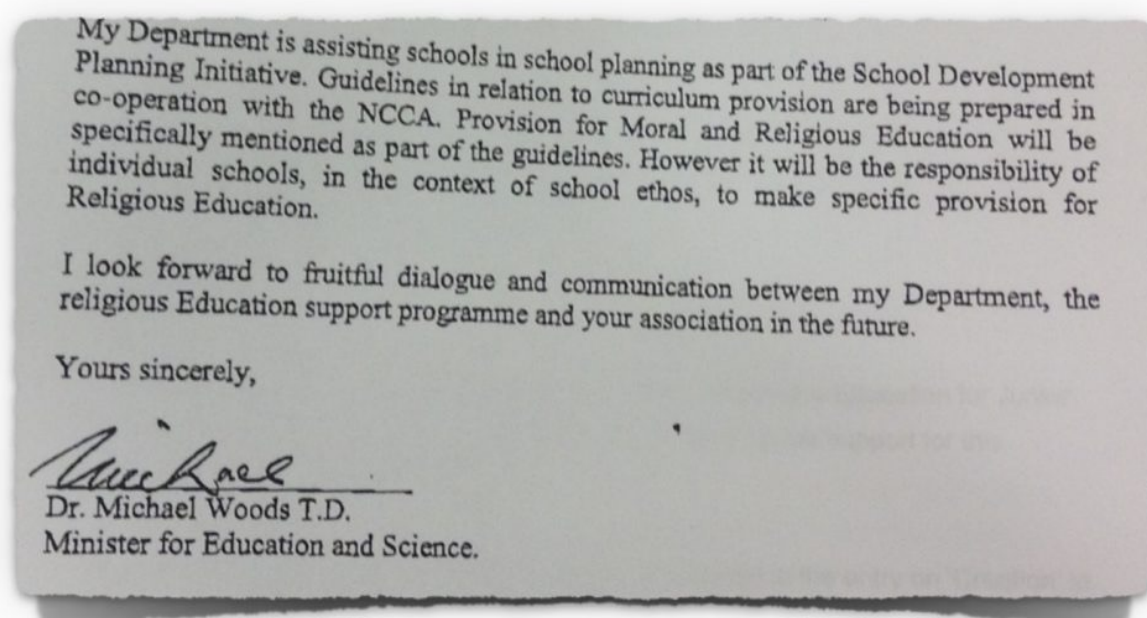 My Department is assisting schools in school planning as part of the School Development
Planning Initiative. Guidelines in relation to curriculum provision are being prepared in
co-operation with the NCCA. Provision for Moral and Religious Education will be
specifically mentioned as part of the guidelines. However it will be the responsibility of
individual schools, in the context of school ethos, to make specific provision for
Religious Education.
I look forward to fruitful dialogue and communication between my Department, the
religious Education support programme and your association in the future.
Yours sincerely,
Michael
Dr. Michael Woods T.D.
Minister for Education and Science.